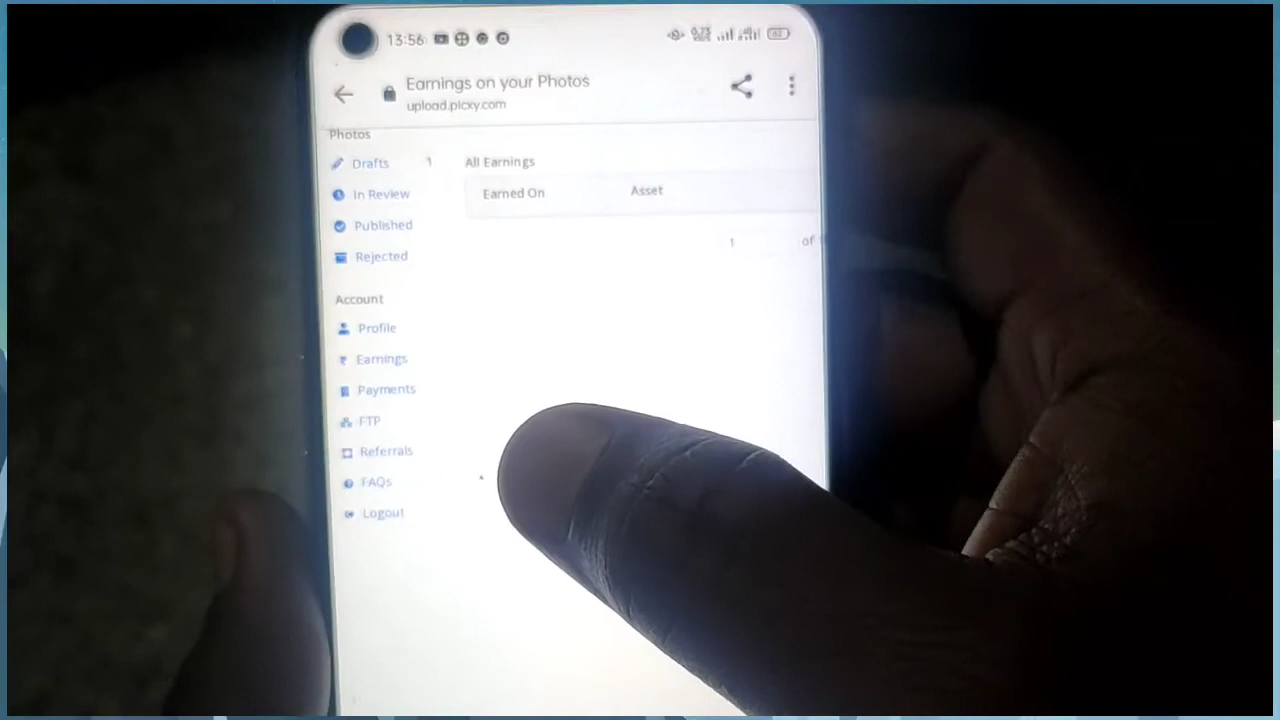 13:56
Earnings on your Photos
upload.picxy.com
Photos
Drafts 1
In Review
Published
Rejected
All Earnings
Earned On Asset
1 of
Account
Profile
Earnings
Payments
FTP
Referrals
FAQs
Logout